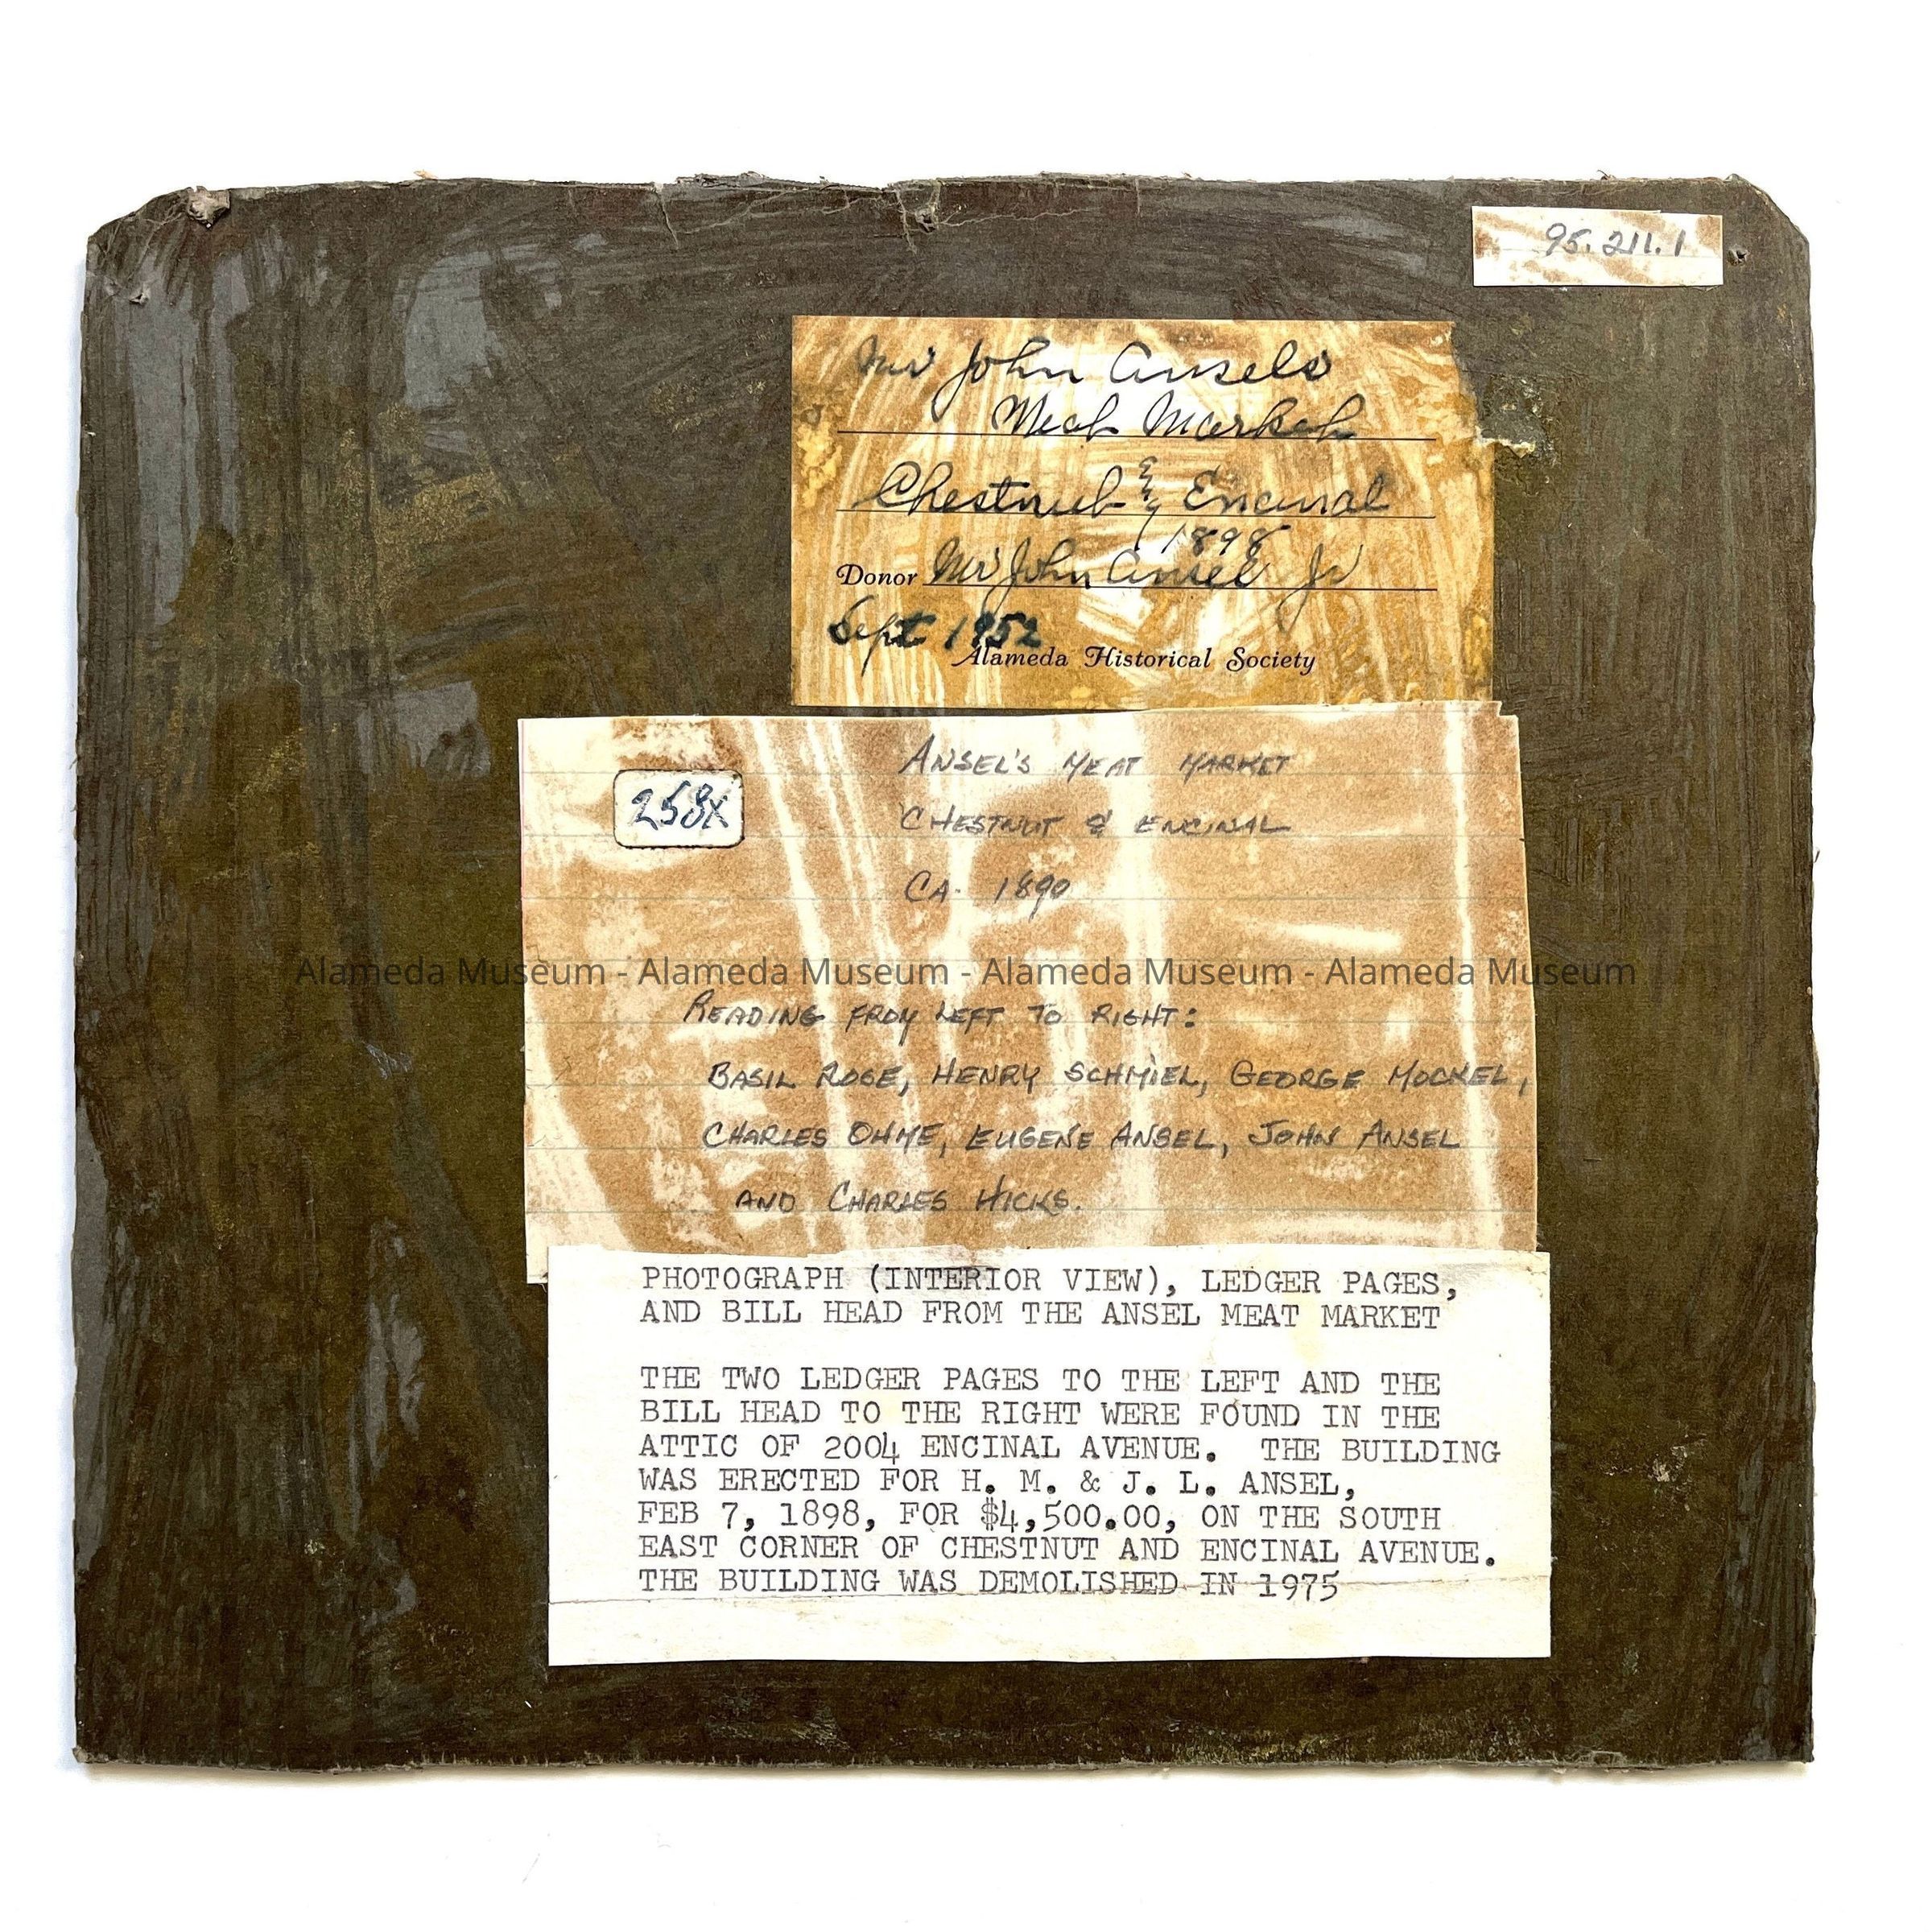 95.211.1
Mr John Ansels
Meat Market
Chestnut & Encinal
1898
Donor Mr John Ansel Jr
Sept 1952
Alameda Historical Society
258X
ANSEL'S MEAT MARKET
CHESTNUT & ENCINAL
CA. 1890
Alameda Museum - Alameda Museum - Alameda Museum - Alameda Museum
READING FROM LEFT TO RIGHT:
BASIL ROSE, HENRY SCHMIEL, GEORGE MOCKEL,
CHARLES OHME, EUGENE ANSEL, JOHN ANSEL
AND CHARLES HICKS.
PHOTOGRAPH (INTERIOR VIEW), LEDGER PAGES,
AND BILL HEAD FROM THE ANSEL MEAT MARKET
THE TWO LEDGER PAGES TO THE LEFT AND THE
BILL HEAD TO THE RIGHT WERE FOUND IN THE
ATTIC OF 2004 ENCINAL AVENUE. THE BUILDING
WAS ERECTED FOR H. M. & J. L. ANSEL,
FEB 7, 1898, FOR $4,500.00, ON THE SOUTH
EAST CORNER OF CHESTNUT AND ENCINAL AVENUE.
THE BUILDING WAS DEMOLISHED IN 1975